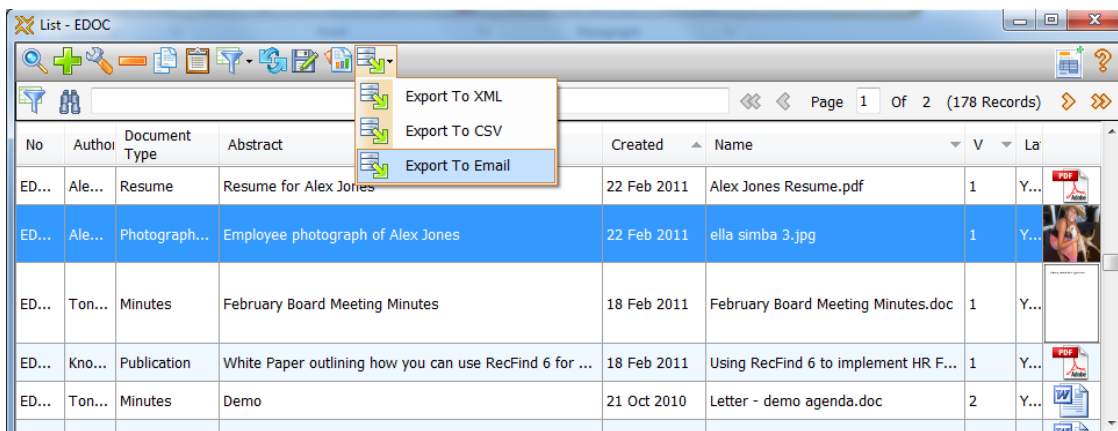 List - EDOC
Export To XML
Page 1 Of 2 (178 Records)
Export To CSV
Export To Email
No Author Document Type Abstract Created Name V La
ED... Ale... Resume Resume for Alex Jones 22 Feb 2011 Alex Jones Resume.pdf 1 Y... PDF Adobe
ED... Ale... Photograph... Employee photograph of Alex Jones 22 Feb 2011 ella simba 3.jpg 1 Y...
ED... Ton... Minutes February Board Meeting Minutes 18 Feb 2011 February Board Meeting Minutes.doc 1 Y...
ED... Kno... Publication White Paper outlining how you can use RecFind 6 for ... 18 Feb 2011 Using RecFind 6 to implement HR F... 1 Y... PDF Adobe
ED... Ton... Minutes Demo 21 Oct 2010 Letter - demo agenda.doc 2 Y... W